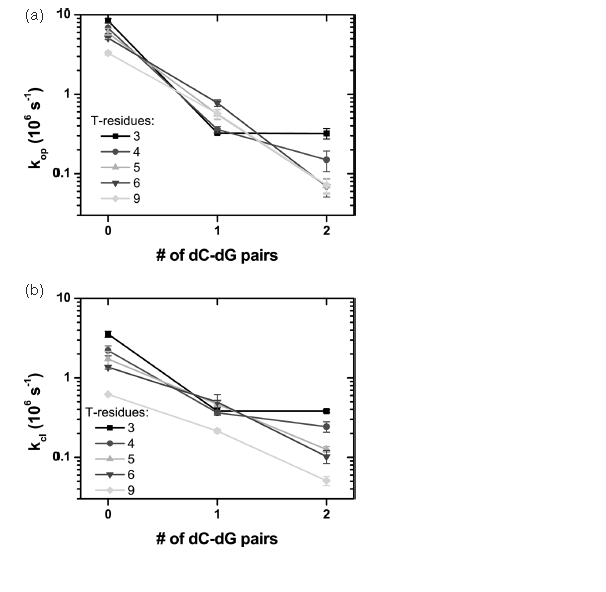 (a)
10
1
0.1
k_op (10^6 s^-1)
T-residues:
3
4
5
6
9
0 1 2
# of dC-dG pairs
(b)
10
1
0.1
k_cl (10^6 s^-1)
T-residues:
3
4
5
6
9
0 1 2
# of dC-dG pairs